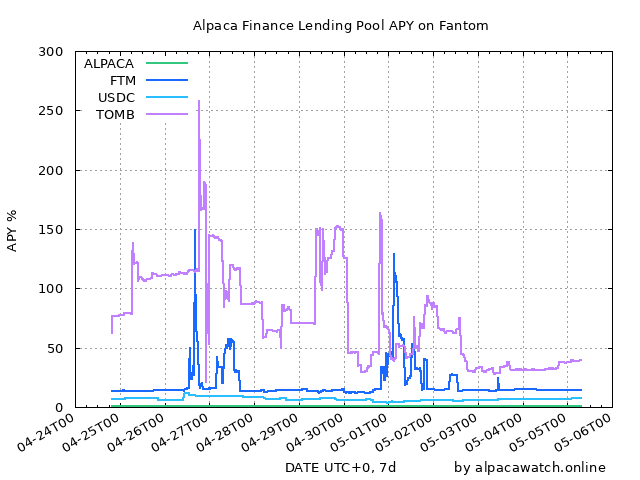 Alpaca Finance Lending Pool APY on Fantom
300
250
200
150
100
50
0
APY %
ALPACA
FTM
USDC
TOMB
04-24T00
04-25T00
04-26T00
04-27T00
04-28T00
04-29T00
04-30T00
05-01T00
05-02T00
05-03T00
05-04T00
05-05T00
05-06T00
DATE UTC+0, 7d
by alpacawatch.online